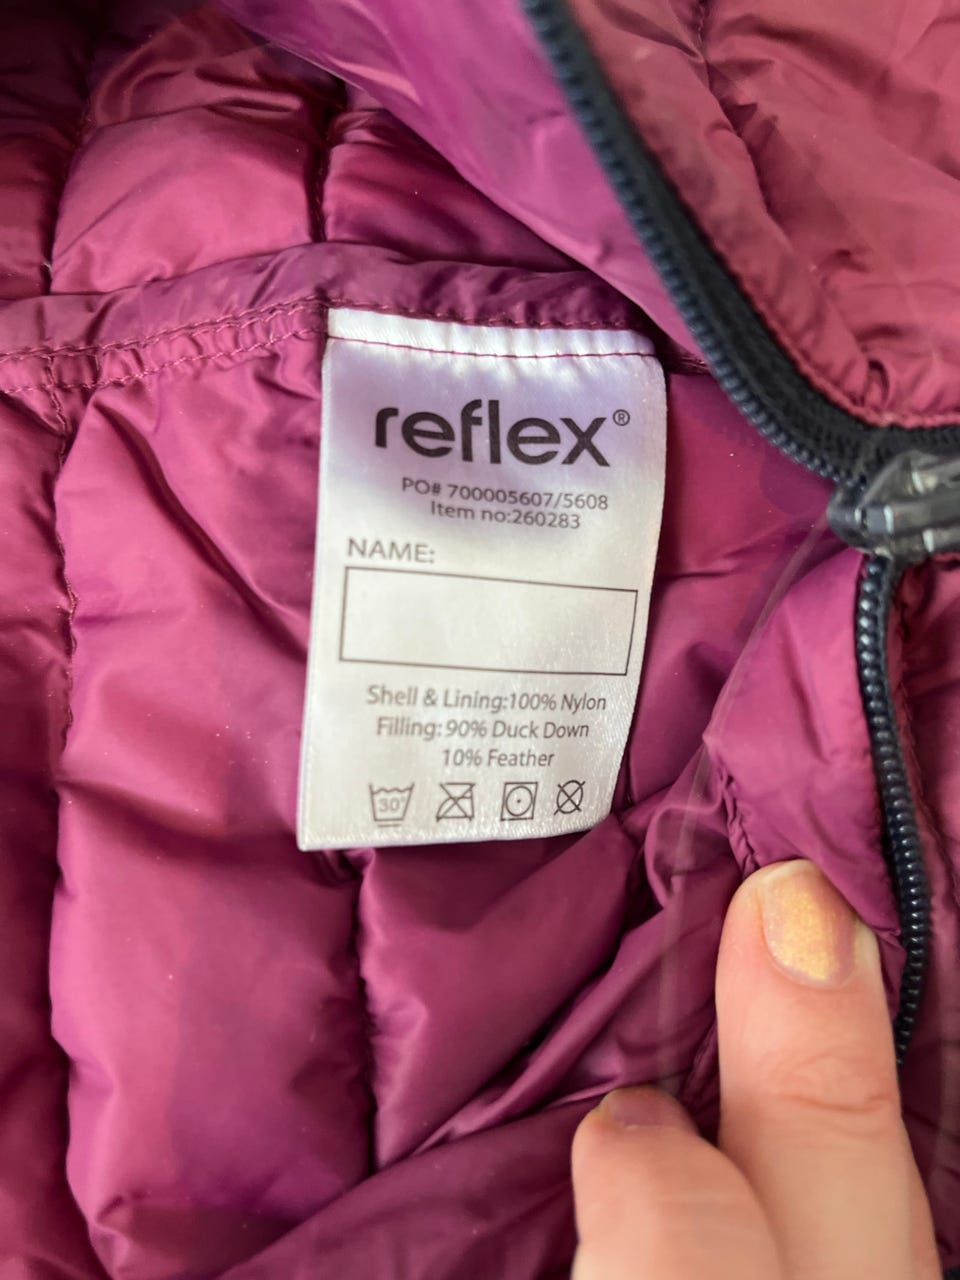 reflex®
PO# 700005607/5608
Item no:260283
NAME:
Shell & Lining:100% Nylon
Filling: 90% Duck Down
10% Feather
30°